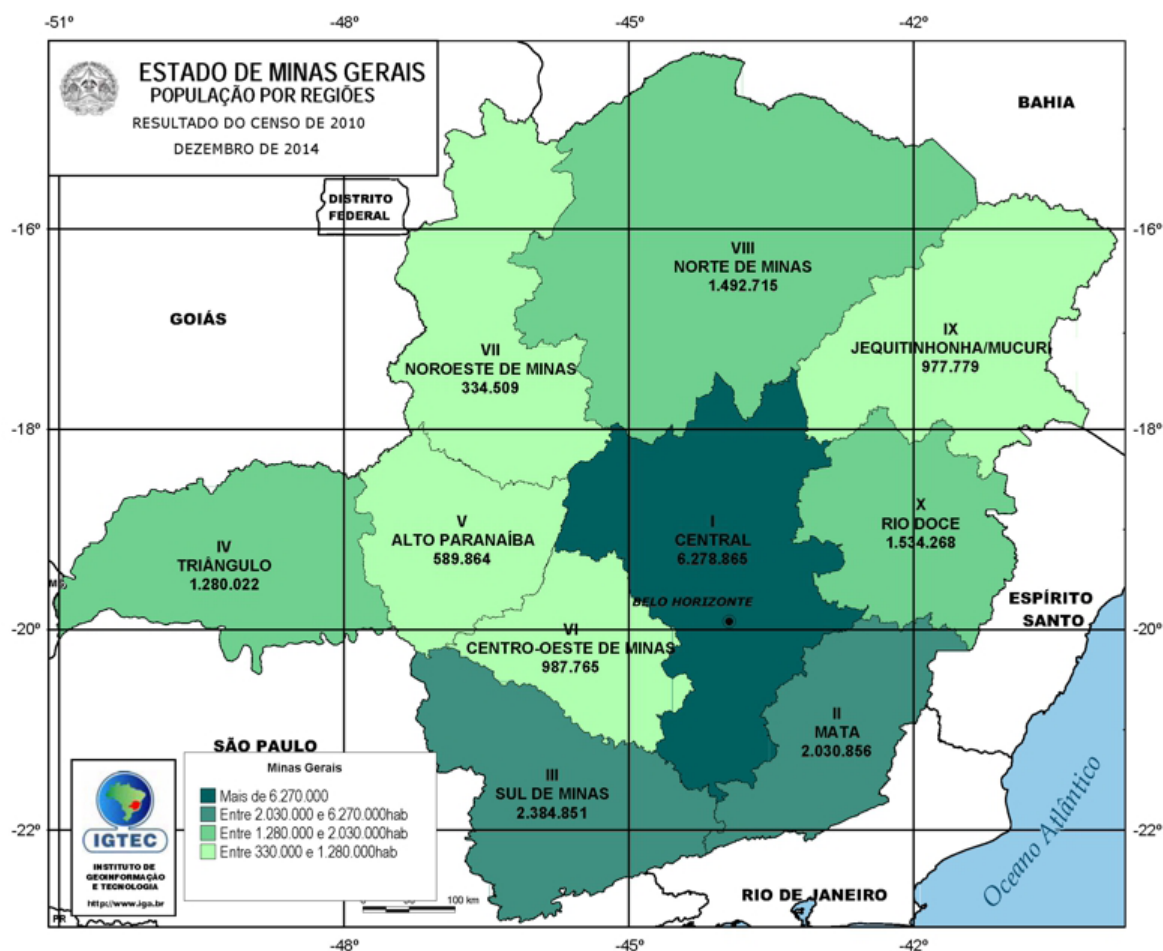 -51º
-48º
-45º
-42º
ESTADO DE MINAS GERAIS
POPULAÇÃO POR REGIÕES
RESULTADO DO CENSO DE 2010
DEZEMBRO DE 2014
BAHIA
DISTRITO
FEDERAL
-16º
-16º
VIII
NORTE DE MINAS
1.492.715
GOIÁS
IX
JEQUITINHONHA/MUCURI
977.779
VII
NOROESTE DE MINAS
334.509
-18º
-18º
V
ALTO PARANAÍBA
589.864
I
CENTRAL
6.278.865
X
RIO DOCE
1.534.268
IV
TRIÂNGULO
1.280.022
BELO HORIZONTE
ESPÍRITO
SANTO
-20º
-20º
VI
CENTRO-OESTE DE MINAS
987.765
II
MATA
2.030.856
SÃO PAULO
III
SUL DE MINAS
2.384.851
Minas Gerais
Mais de 6.270.000
Entre 2.030.000 e 6.270.000hab
Entre 1.280.000 e 2.030.000hab
Entre 330.000 e 1.280.000hab
IGTEC
INSTITUTO DE
GEOINFORMAÇÃO
E TECNOLOGIA
http://www.iga.br
-22º
-22º
Oceano Atlântico
RIO DE JANEIRO
100 km
PR
-48º
-45º
-42º